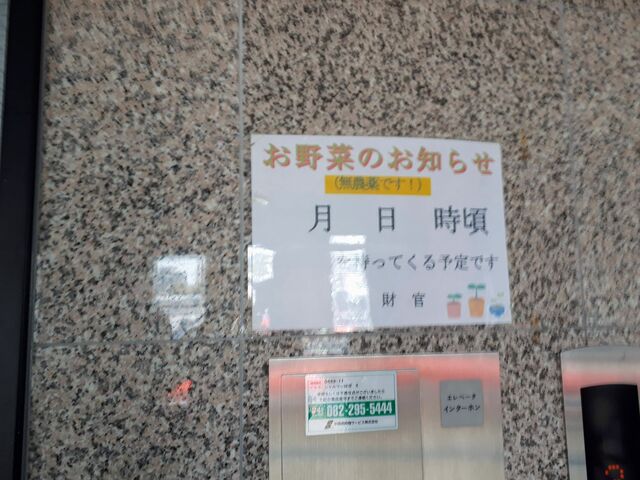 お野菜のお知らせ
(無農薬です！)
月 日 時頃
を持ってくる予定です
財官
24
082-295-5444
エレベータ
インターホン